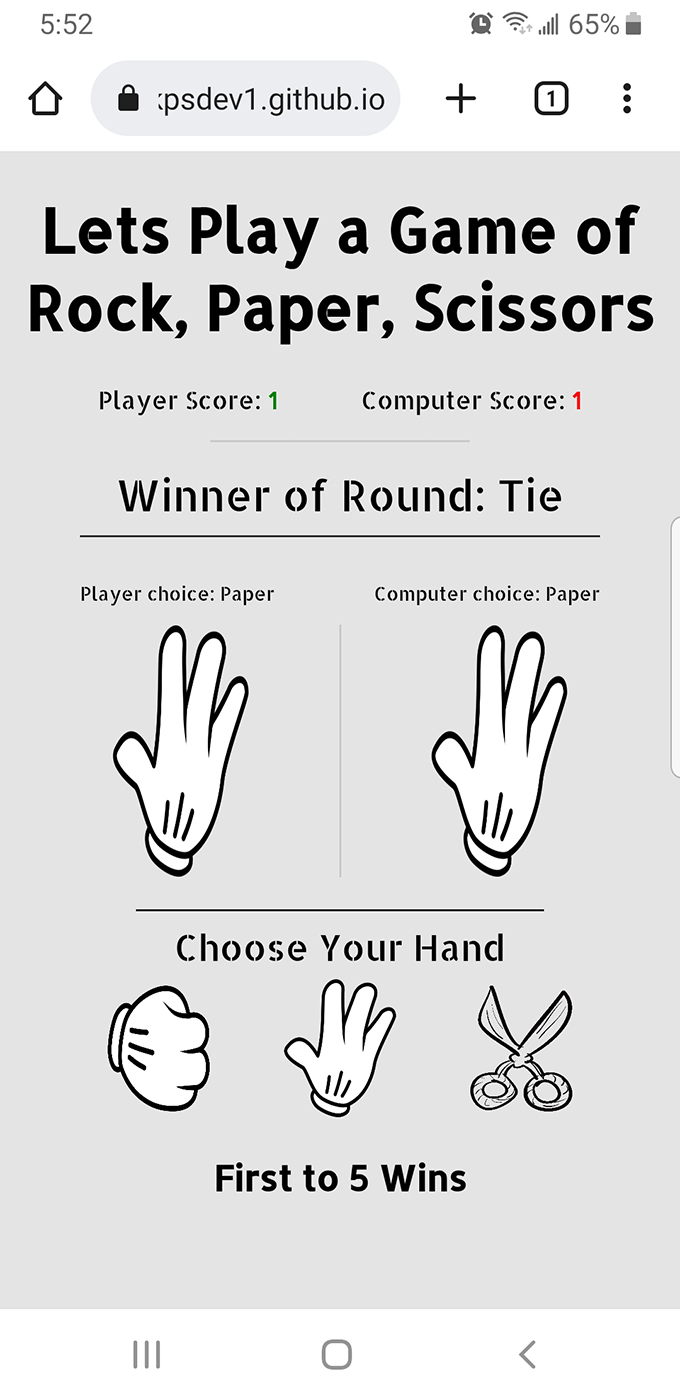 5:52
65%
psdev1.github.io
1
Lets Play a Game of
Rock, Paper, Scissors
Player Score: 1 Computer Score: 1
Winner of Round: Tie
Player choice: Paper Computer choice: Paper
Choose Your Hand
First to 5 Wins